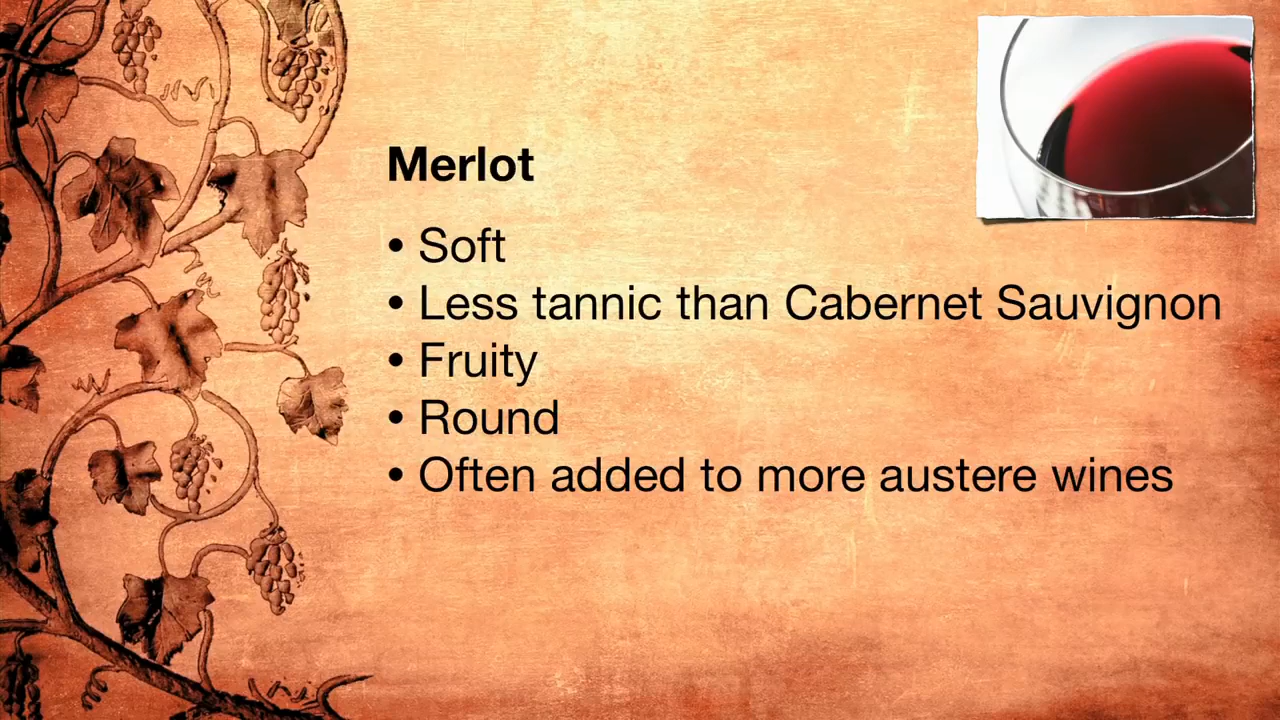 Merlot
• Soft
• Less tannic than Cabernet Sauvignon
• Fruity
• Round
• Often added to more austere wines